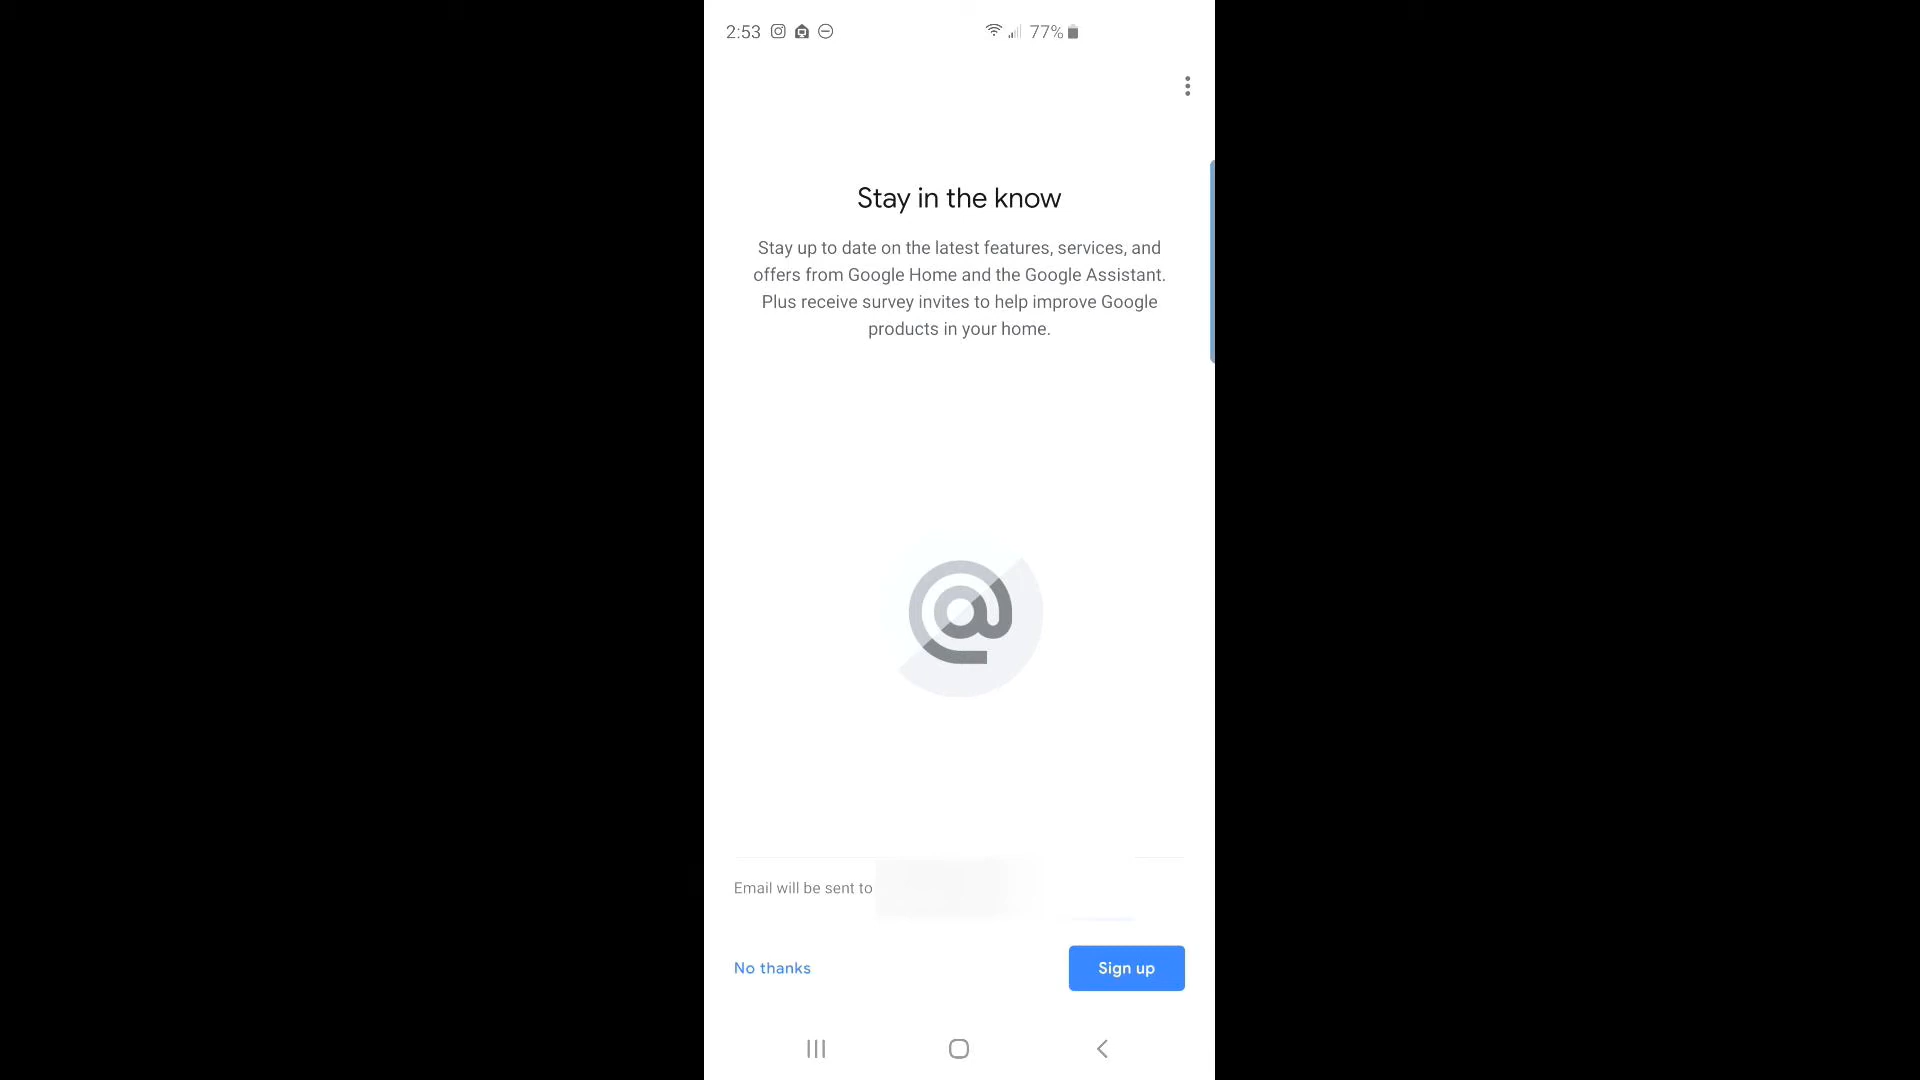 2:53 77%
Stay in the know
Stay up to date on the latest features, services, and
offers from Google Home and the Google Assistant.
Plus receive survey invites to help improve Google
products in your home.
@
Email will be sent to
No thanks
Sign up